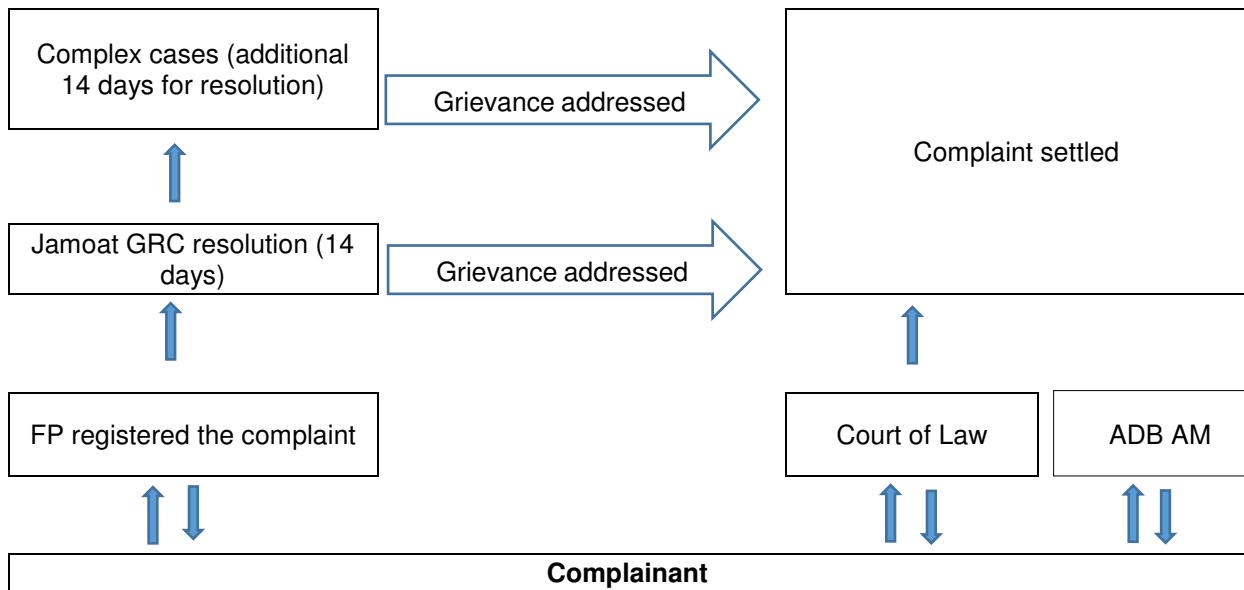 Complex cases (additional
14 days for resolution)
Grievance addressed
Complaint settled
Jamoat GRC resolution (14
days)
Grievance addressed
FP registered the complaint
Court of Law
ADB AM
Complainant